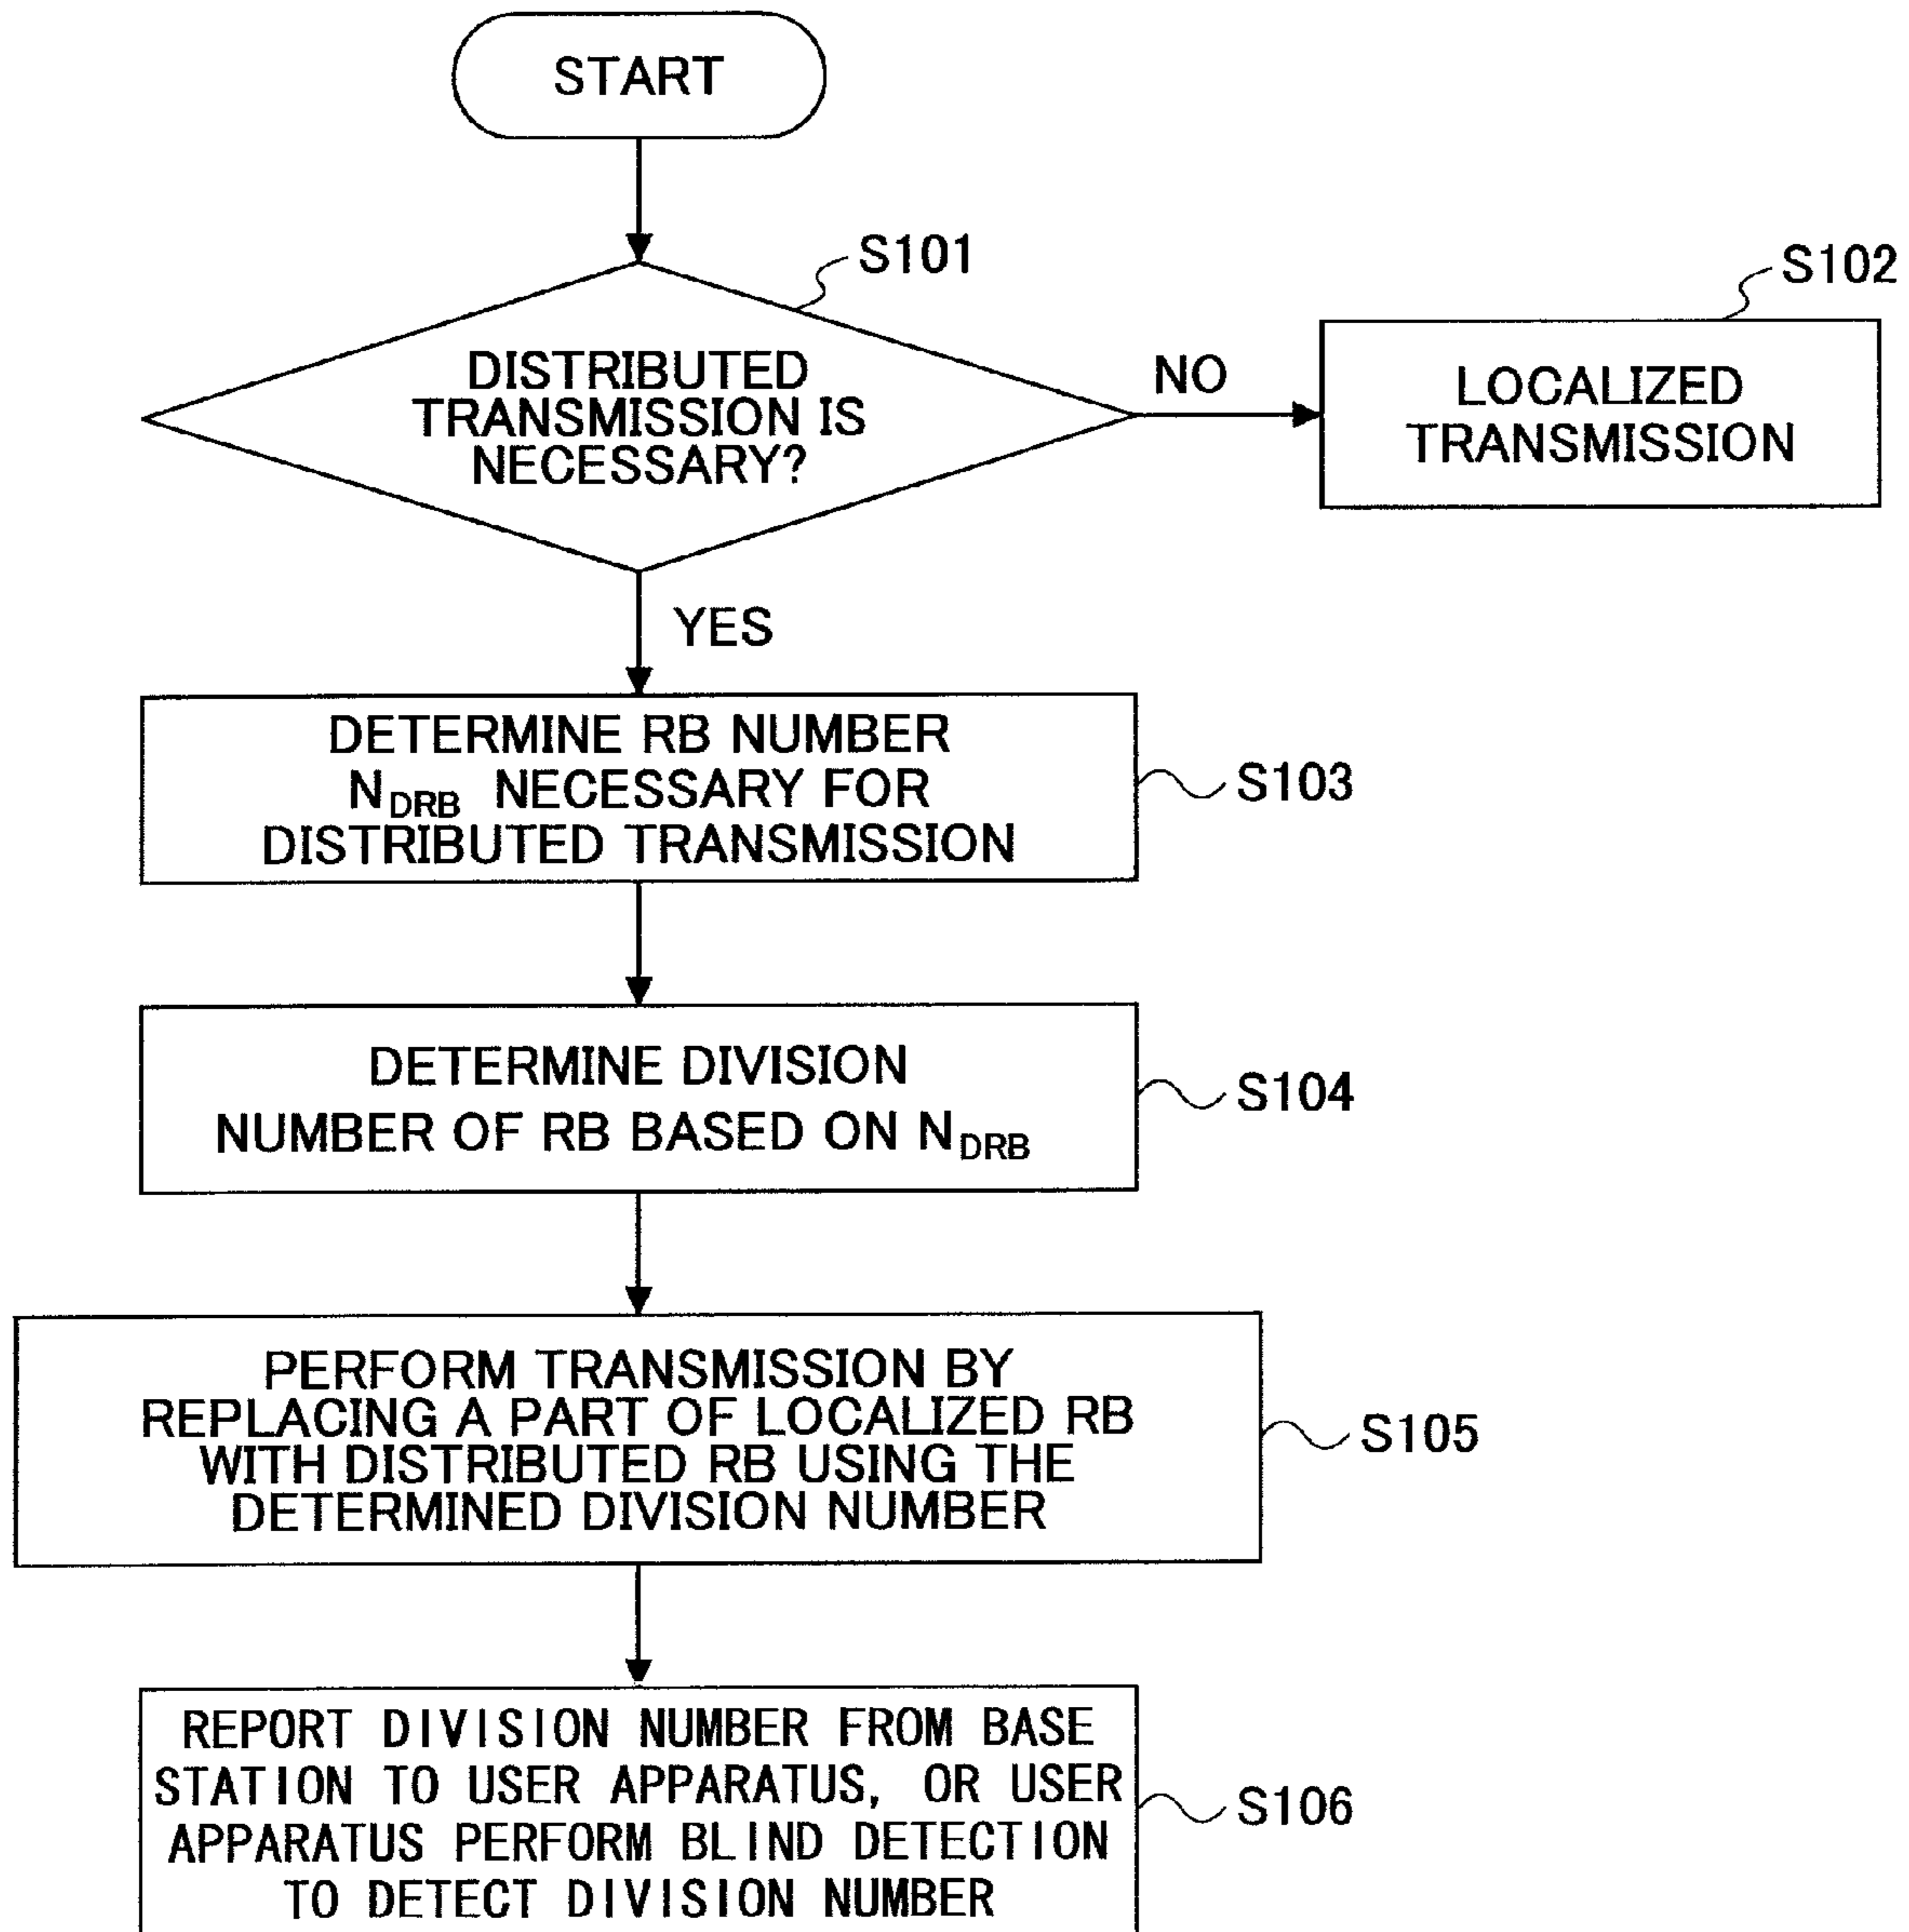 START
S101
DISTRIBUTED
TRANSMISSION IS
NECESSARY?
NO
S102
LOCALIZED
TRANSMISSION
YES
DETERMINE RB NUMBER
NDRB NECESSARY FOR
DISTRIBUTED TRANSMISSION
S103
DETERMINE DIVISION
NUMBER OF RB BASED ON NDRB
S104
PERFORM TRANSMISSION BY
REPLACING A PART OF LOCALIZED RB
WITH DISTRIBUTED RB USING THE
DETERMINED DIVISION NUMBER
S105
REPORT DIVISION NUMBER FROM BASE
STATION TO USER APPARATUS, OR USER
APPARATUS PERFORM BLIND DETECTION
TO DETECT DIVISION NUMBER
S106